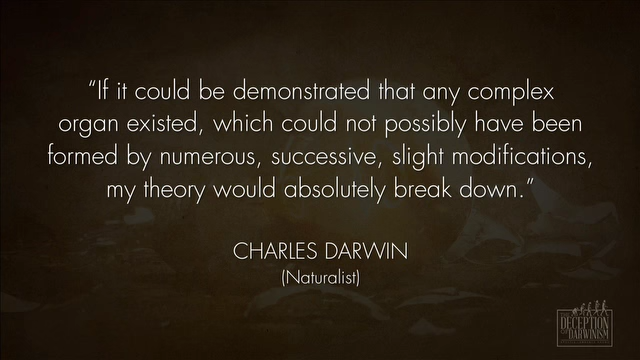 “If it could be demonstrated that any complex
organ existed, which could not possibly have been
formed by numerous, successive, slight modifications,
my theory would absolutely break down.”
CHARLES DARWIN
(Naturalist)
DECEPTION
DARWINISM